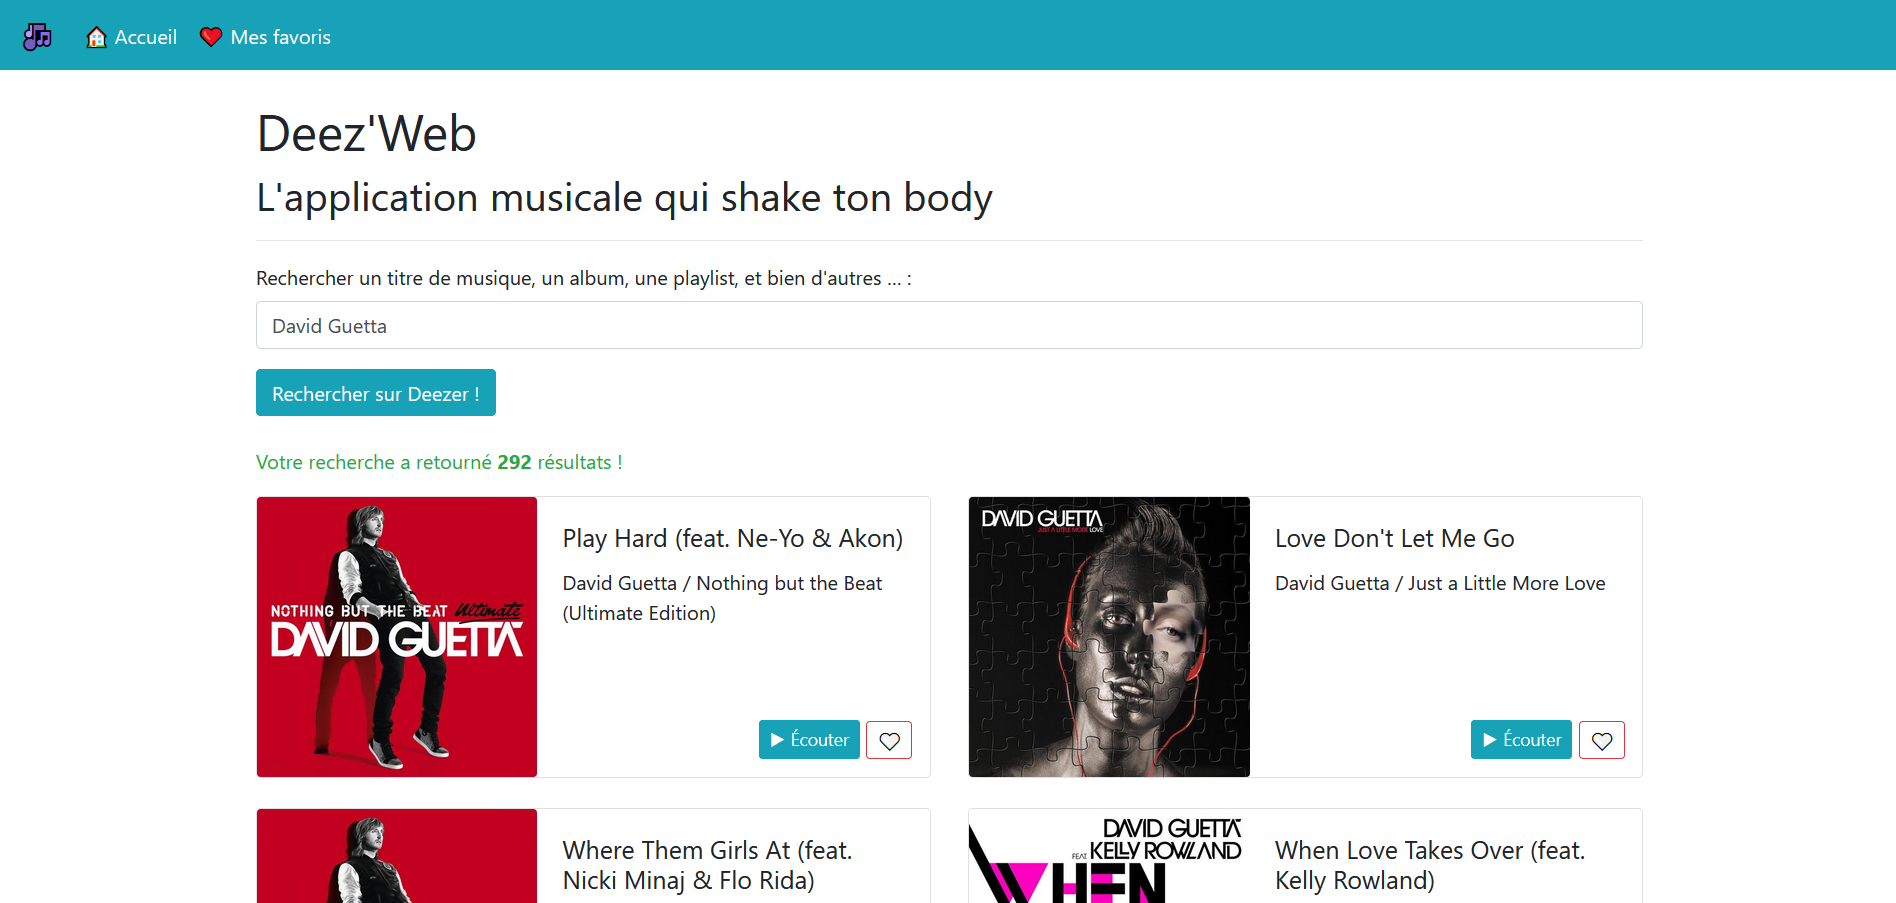 Accueil
Mes favoris
Deez'Web
L'application musicale qui shake ton body
Rechercher un titre de musique, un album, une playlist, et bien d'autres ... :
David Guetta
Rechercher sur Deezer !
Votre recherche a retourné 292 résultats !
NOTHING BUT THE BEAT Ultimate
DAVID GUETTA
Play Hard (feat. Ne-Yo & Akon)
David Guetta / Nothing but the Beat
(Ultimate Edition)
Écouter
DAVID GUETTA
JUST A LITTLE MORE LOVE
Love Don't Let Me Go
David Guetta / Just a Little More Love
Écouter
Where Them Girls At (feat.
Nicki Minaj & Flo Rida)
DAVID GUETTA
FEAT. KELLY ROWLAND
WHEN
When Love Takes Over (feat.
Kelly Rowland)